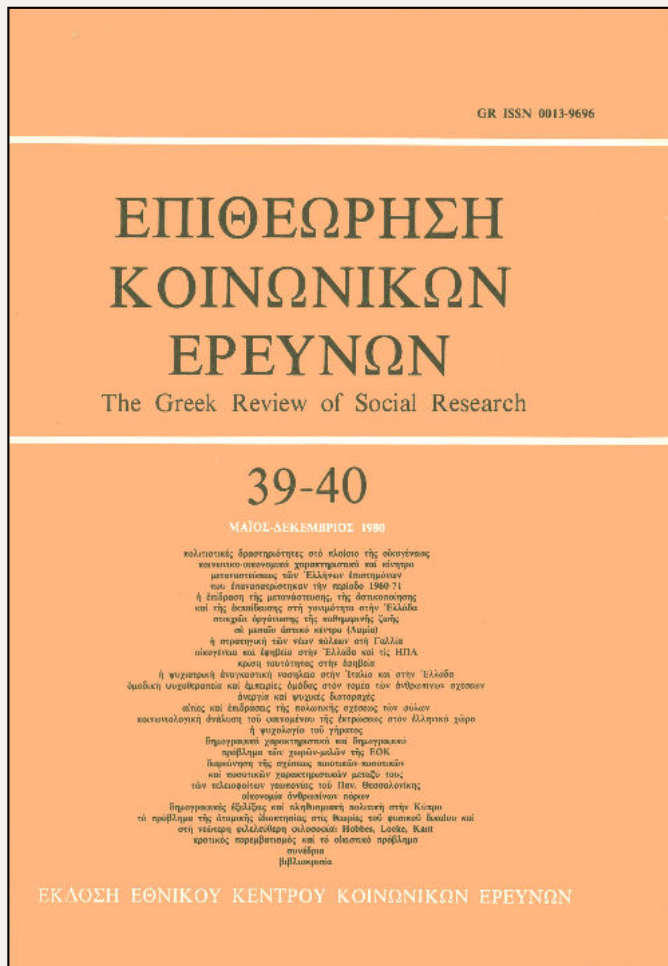 GR ISSN 0013-9696
ΕΠΙΘΕΩΡΗΣΗ
ΚΟΙΝΩΝΙΚΩΝ
ΕΡΕΥΝΩΝ
The Greek Review of Social Research
39-40
ΜΑΪΟΣ-ΔΕΚΕΜΒΡΙΟΣ 1980
πολιτιστικές δραστηριότητες στό πλαίσιο τής οἰκογένειας
κοινωνικο-οικονομικά χαρακτηριστικά καί κίνητρα
μεταναστεύσεως τῶν Ἑλλήνων ἐπιστημόνων
που ἐπαναπατρίστηκαν τήν περίοδο 1960-71
ἡ ἐπίδραση τῆς μετανάστευσης, τῆς ἀστικοποίησης
καί τῆς ἐκπαίδευσης στή γονιμότητα στήν Ἑλλάδα
στοιχεῖα ὀργάνωσης τῆς καθημερινῆς ζωῆς
σέ μεσαῖο ἀστικό κέντρο (Λαμία)
ἡ στρατηγική τῶν νέων πόλεων στή Γαλλία
οἰκογένεια καί ἐφηβεία στήν Ἑλλάδα καί τίς ΗΠΑ
κρίση ταυτότητας στήν ἐφηβεία
ἡ ψυχιατρική ἀναγκαστική νοσηλεία στήν Ἰταλία καί στήν Ἑλλάδα
ὁμαδική ψυχοθεραπεία καί ἐμπειρίες ὁμάδας στόν τομέα τῶν ἀνθρωπίνων σχέσεων
ἀνεργία καί ψυχικές διαταραχές
αἰτίες καί ἐπιδράσεις τῆς πολωτικῆς σχέσεως τῶν φύλων
κοινωνιολογική ἀνάλυση τοῦ φαινομένου τῆς ἐκτρώσεως στόν ἑλληνικό χῶρο
ἡ ψυχολογία τοῦ γήρατος
δημογραφικά χαρακτηριστικά καί δημογραφικό
πρόβλημα τῶν χωρῶν-μελῶν τῆς ΕΟΚ
διερεύνηση τῆς σχέσεως ποιοτικῶν-ποσοτικῶν
καί ποσοτικῶν χαρακτηριστικῶν μεταξύ τους
τῶν τελειοφοίτων γεωπονίας τοῦ Παν. Θεσσαλονίκης
οἰκονομία ἀνθρωπίνων πόρων
δημογραφικές ἐξελίξεις καί πληθυσμιακή πολιτική στήν Κύπρο
τό πρόβλημα τῆς ἀτομικῆς ἰδιοκτησίας στίς θεωρίες τοῦ φυσικοῦ δικαίου καί
στή νεώτερη φιλελεύθερη φιλοσοφία: Hobbes, Locke, Kant
κρατικός παρεμβατισμός καί τό οἰκιστικό πρόβλημα
συνέδρια
βιβλιοκρισία
ΕΚΔΟΣΗ ΕΘΝΙΚΟΥ ΚΕΝΤΡΟΥ ΚΟΙΝΩΝΙΚΩΝ ΕΡΕΥΝΩΝ